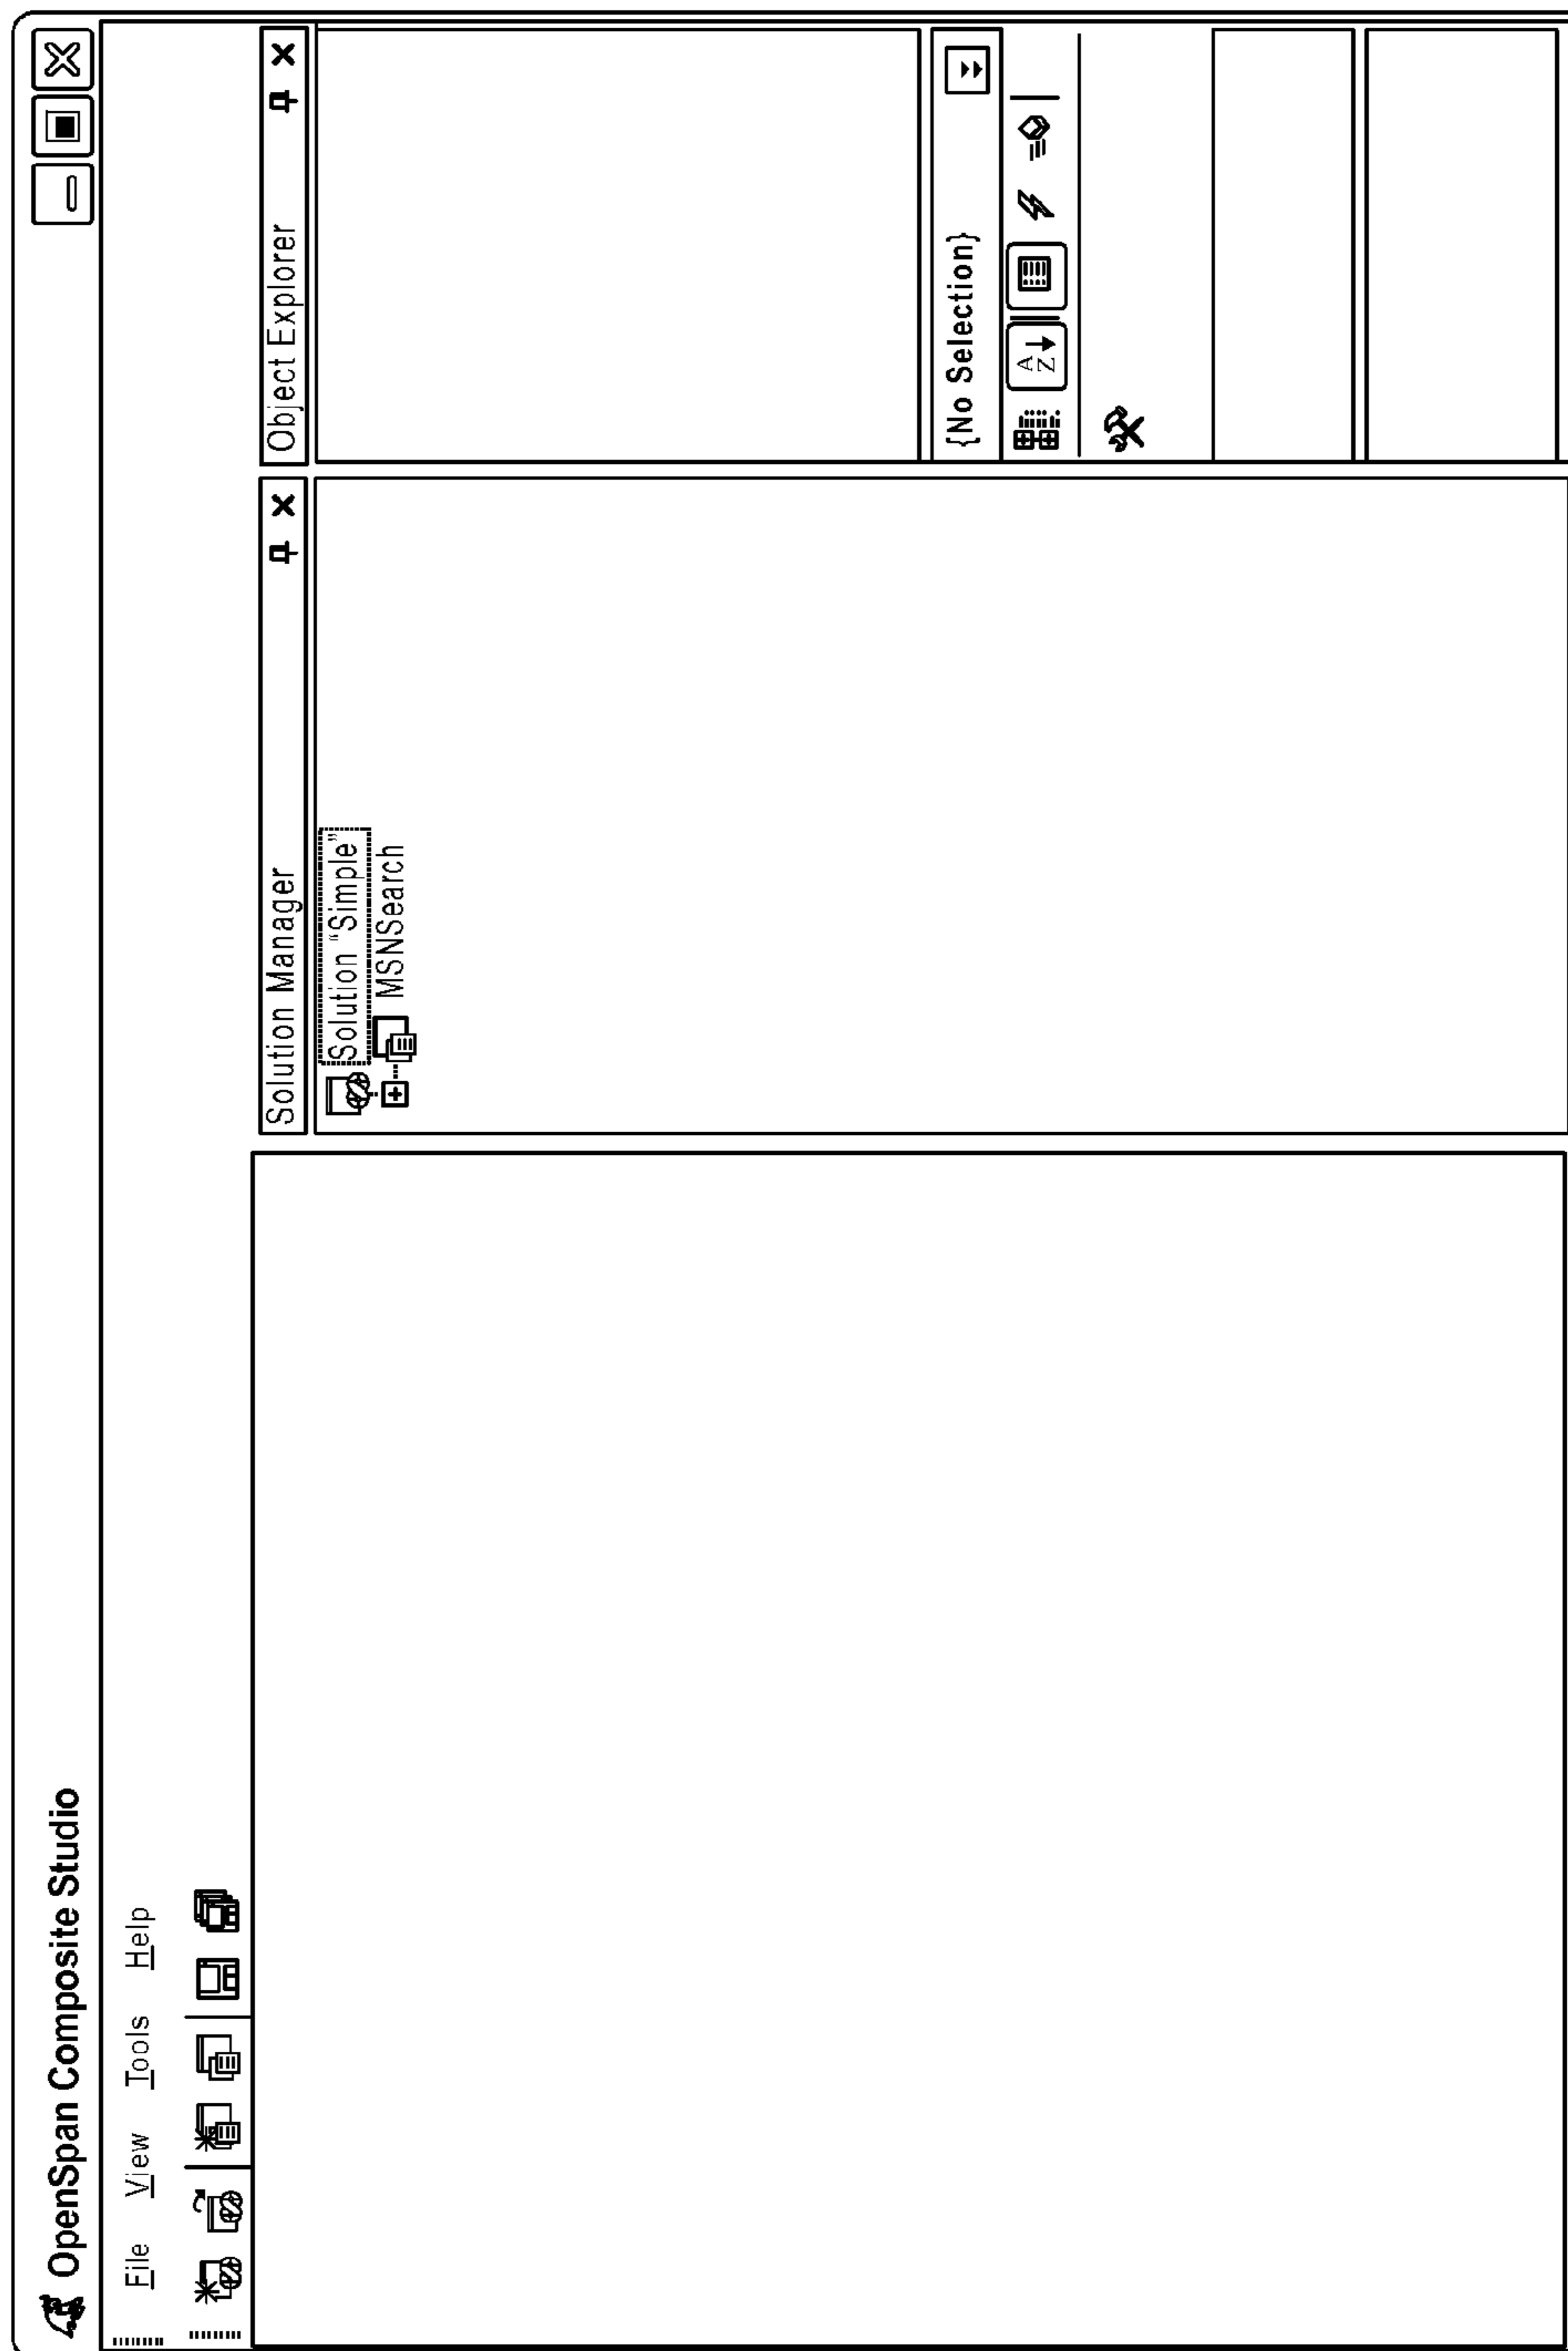 OpenSpan Composite Studio
File View Tools Help
Solution Manager
Solution “Simple”
MSNSearch
Object Explorer
{No Selection}
A
Z